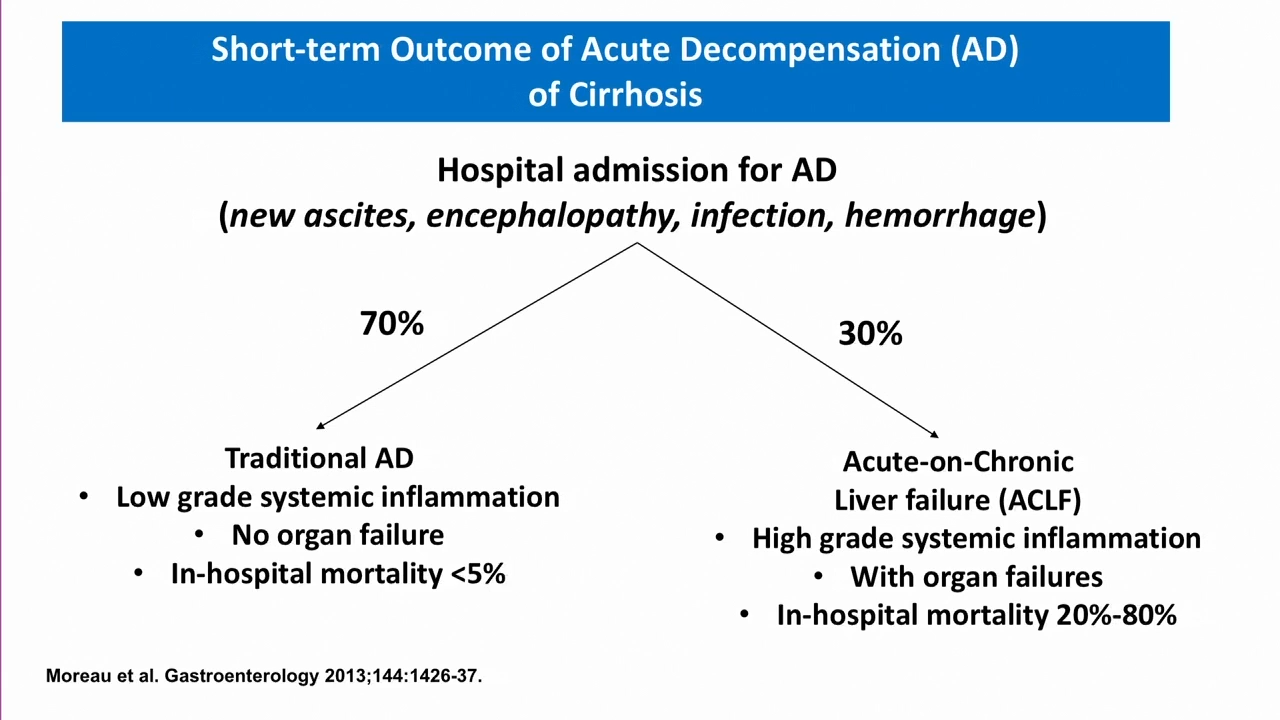 Short-term Outcome of Acute Decompensation (AD)
of Cirrhosis
Hospital admission for AD
(new ascites, encephalopathy, infection, hemorrhage)
70%
30%
Traditional AD
• Low grade systemic inflammation
• No organ failure
• In-hospital mortality <5%
Acute-on-Chronic
Liver failure (ACLF)
• High grade systemic inflammation
• With organ failures
• In-hospital mortality 20%-80%
Moreau et al. Gastroenterology 2013;144:1426-37.